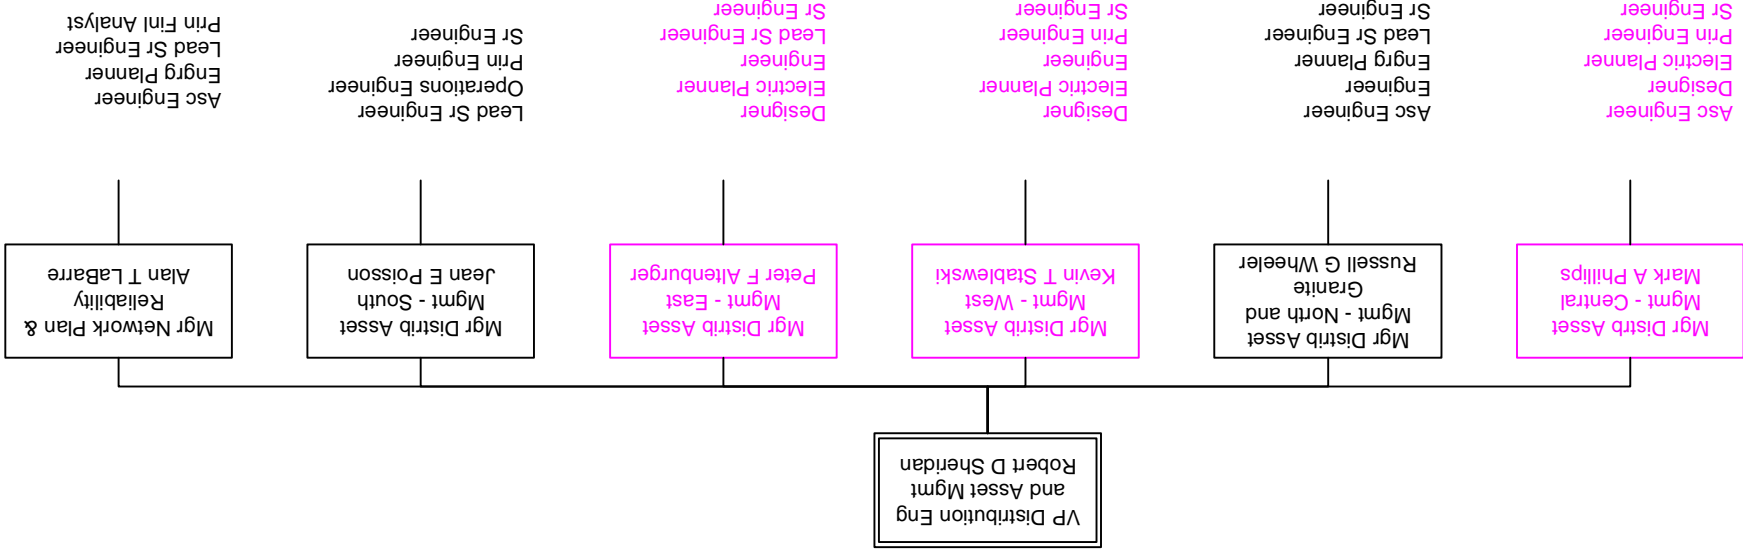 VP Distribution Eng
and Asset Mgmt
Robert D Sheridan
Mgr Distrb Asset
Mgmt - Central
Mark A Phillips
Mgr Distrib Asset
Mgmt - North and
Granite
Russell G Wheeler
Mgr Distrib Asset
Mgmt - West
Kevin T Stablewski
Mgr Distrib Asset
Mgmt - East
Peter F Altenburger
Mgr Distrib Asset
Mgmt - South
Jean E Poisson
Mgr Network Plan &
Reliability
Alan T LaBarre
Asc Engineer
Designer
Electric Planner
Prin Engineer
Sr Engineer
Asc Engineer
Engineer
Engrg Planner
Lead Sr Engineer
Sr Engineer
Designer
Electric Planner
Engineer
Prin Engineer
Sr Engineer
Designer
Electric Planner
Engineer
Lead Sr Engineer
Sr Engineer
Lead Sr Engineer
Operations Engineer
Prin Engineer
Sr Engineer
Asc Engineer
Engrg Planner
Lead Sr Engineer
Prin Finl Analyst